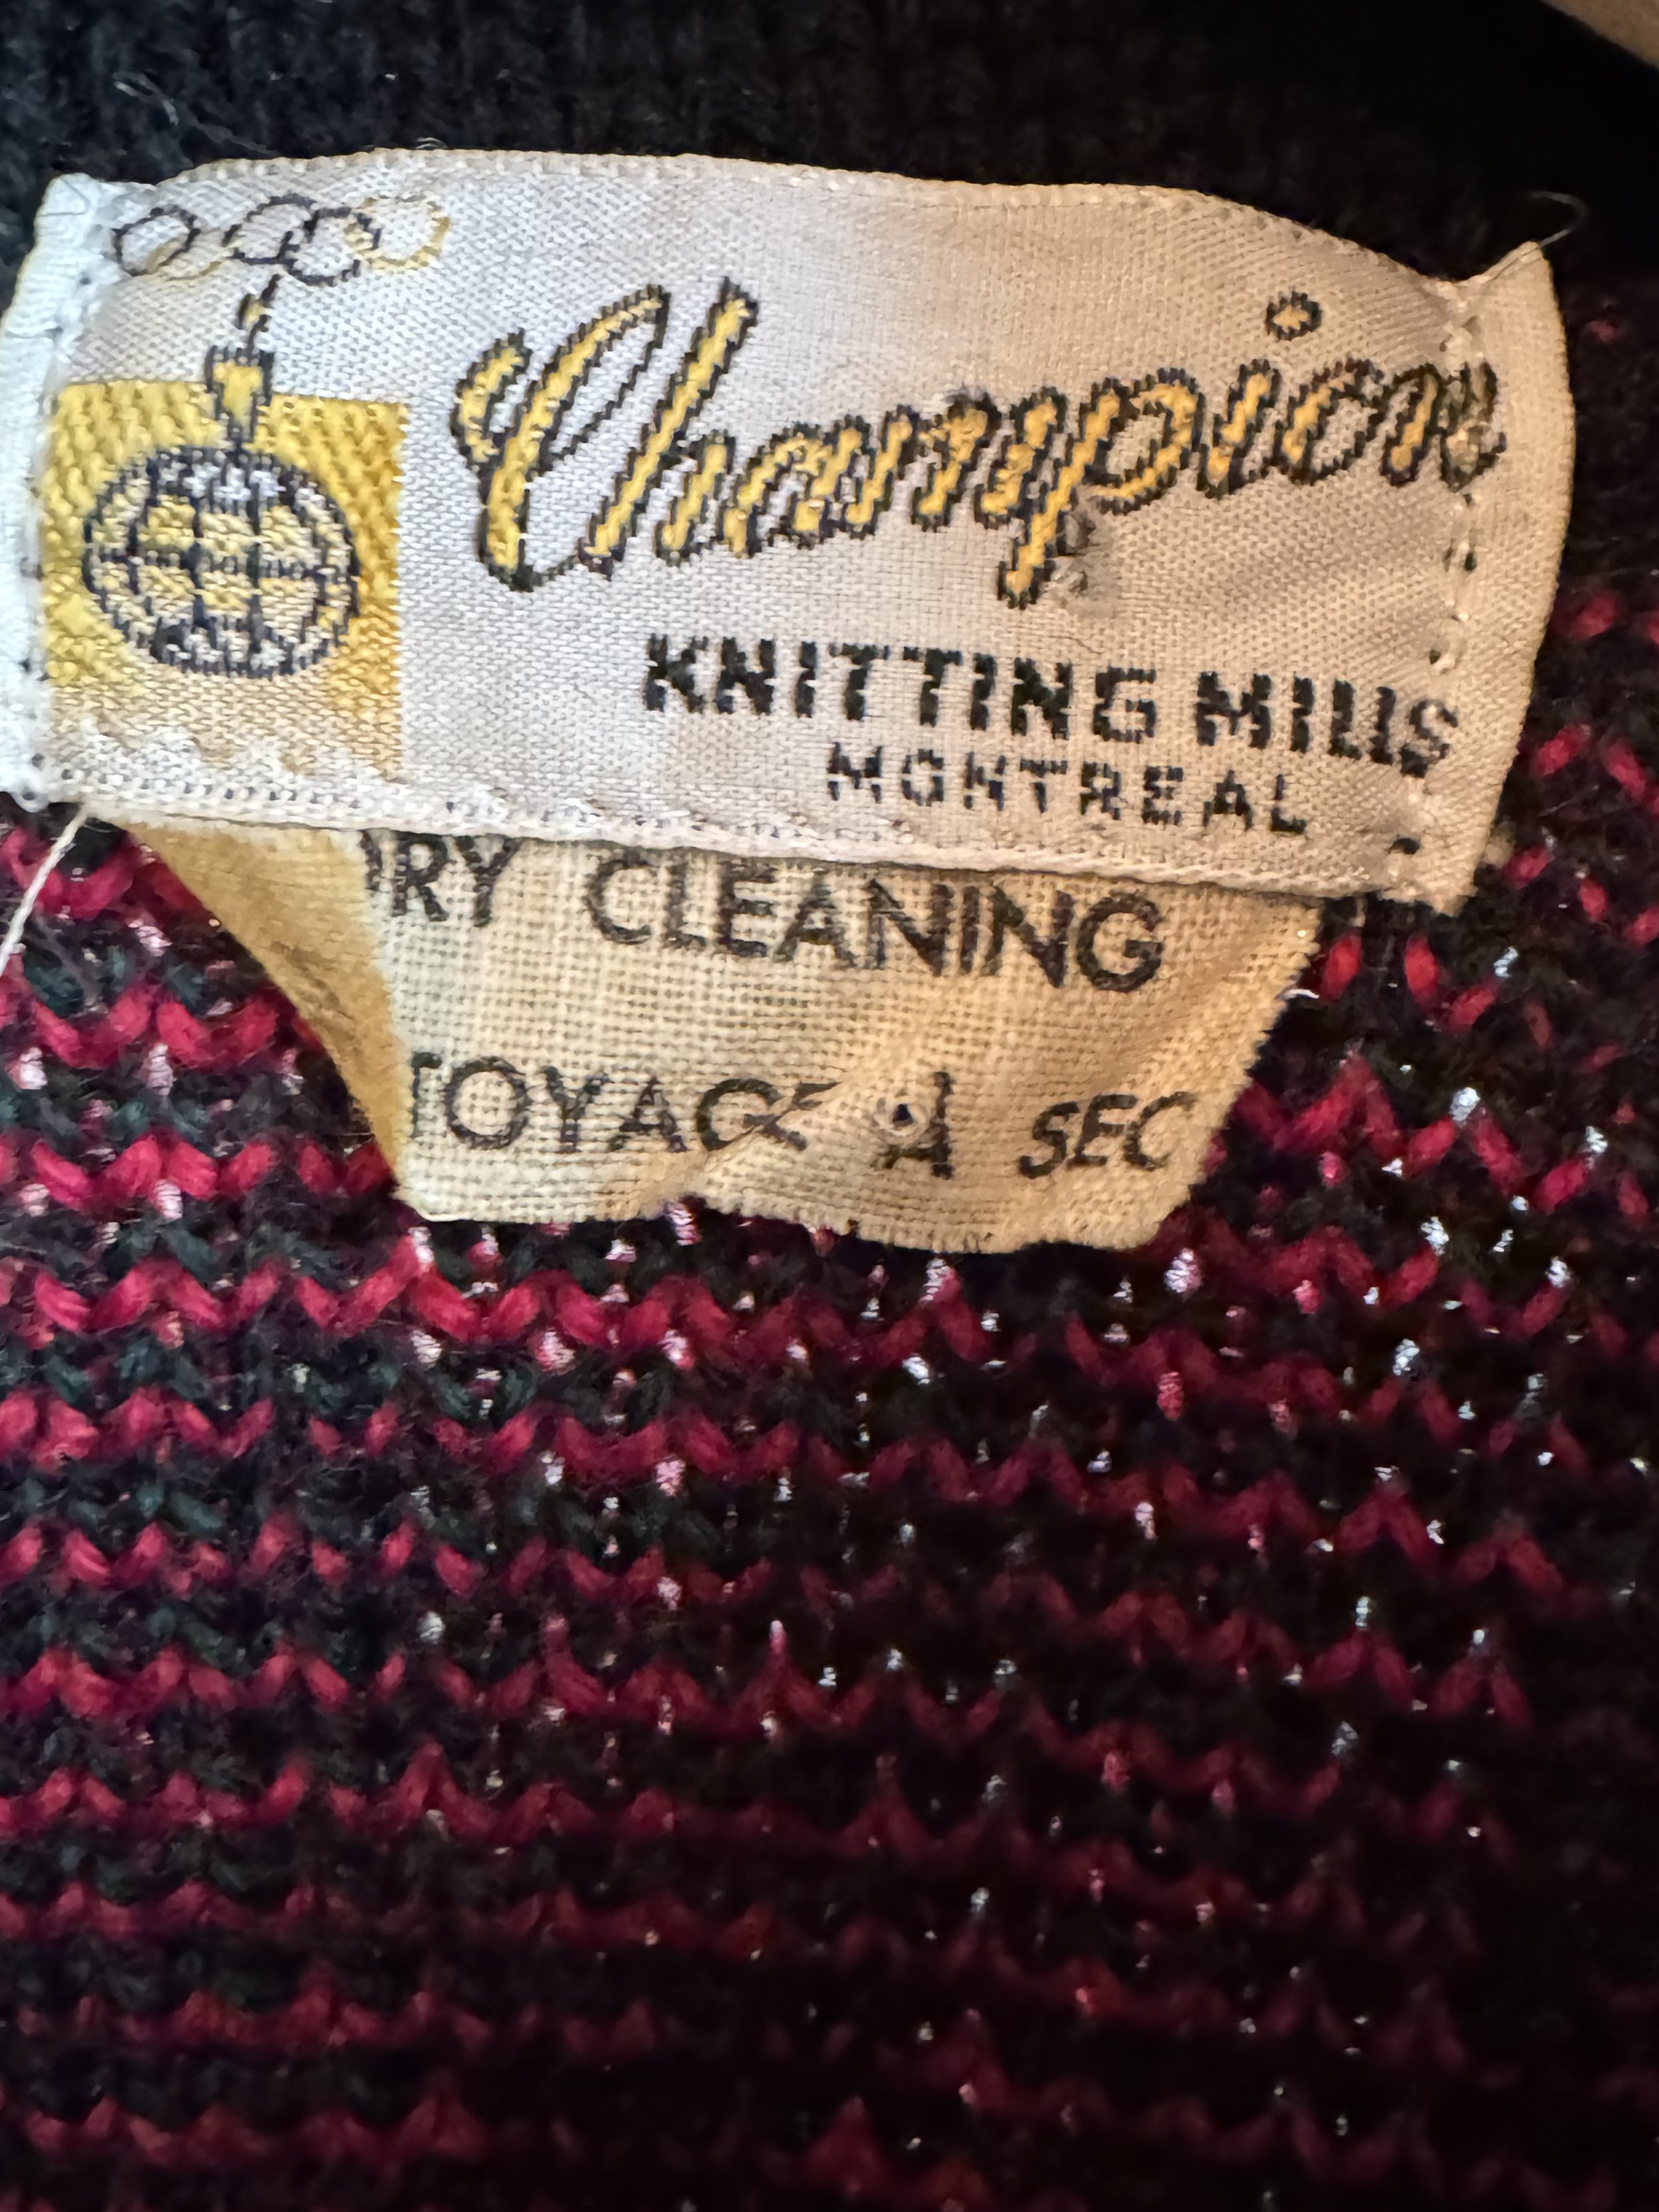 Champion
KNITTING MILLS
MONTREAL
RY CLEANING
TOYAGE A SEC